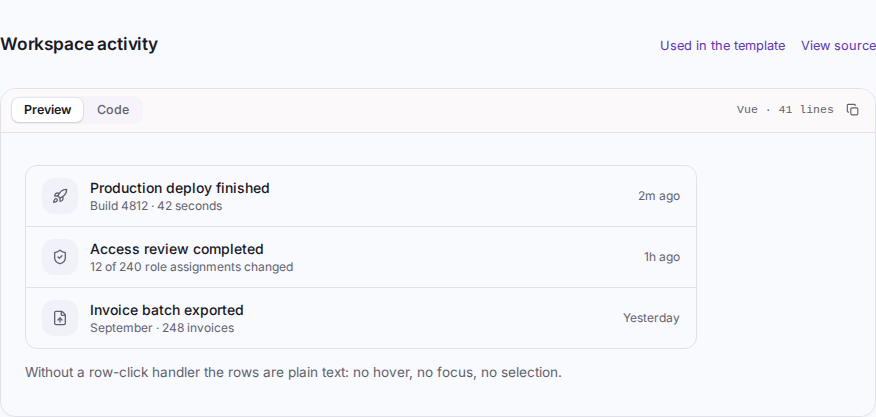 Workspace activity
Used in the template
View source
Preview
Code
Vue · 41 lines
Production deploy finished
Build 4812 · 42 seconds
2m ago
Access review completed
12 of 240 role assignments changed
1h ago
Invoice batch exported
September · 248 invoices
Yesterday
Without a row-click handler the rows are plain text: no hover, no focus, no selection.